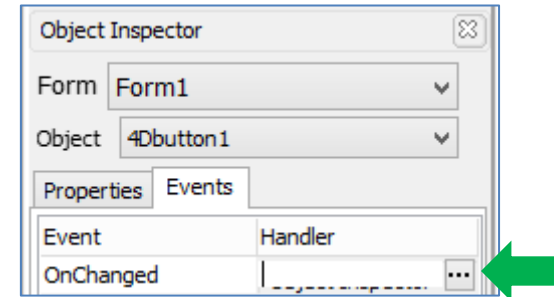 Object Inspector
Form Form1
Object 4Dbutton1
Properties Events
Event Handler
OnChanged ...